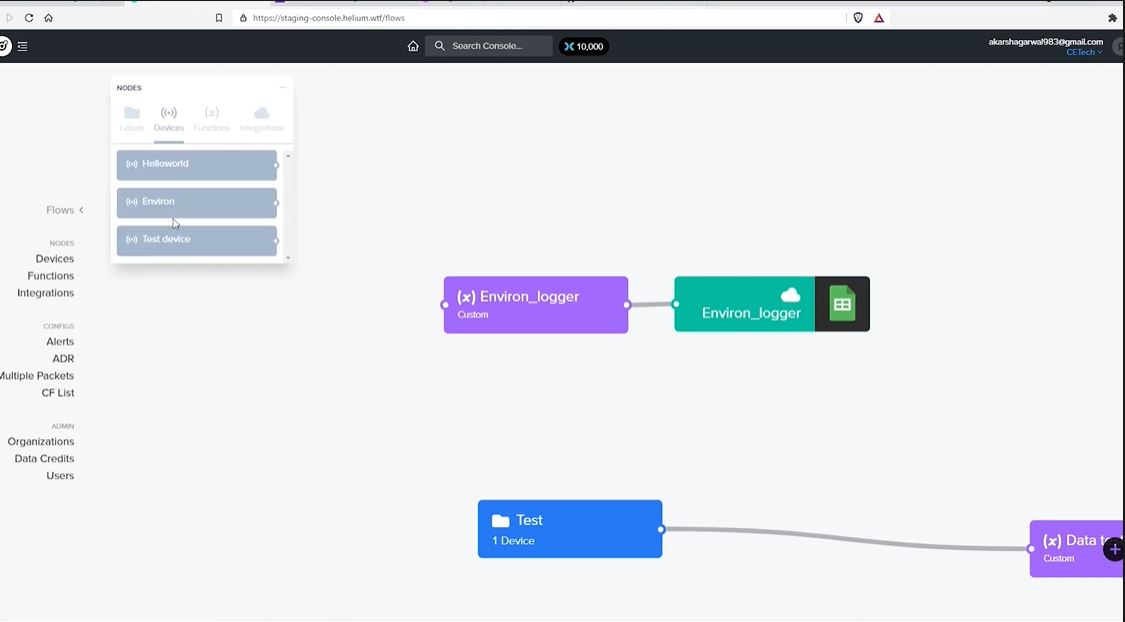 https://staging-console.helium.wtf/flows
Search Console...
10,000
akarshagarwal983@gmail.com
CETech
NODES
Labels
Devices
Functions
Integrations
Helloworld
Environ
Test device
Flows
NODES
Devices
Functions
Integrations
CONFIGS
Alerts
ADR
Multiple Packets
CF List
ADMIN
Organizations
Data Credits
Users
(x) Environ_logger
Custom
Environ_logger
Test
1 Device
(x) Data
Custom